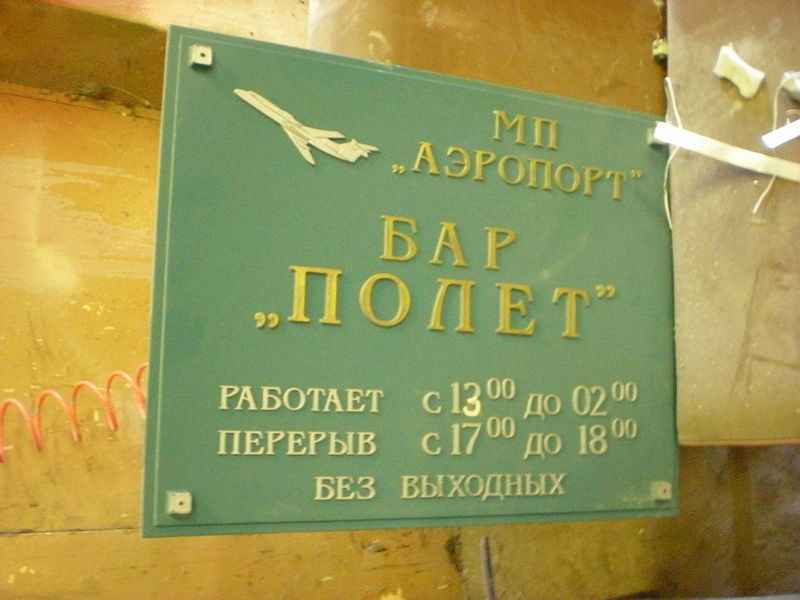 МП
„АЭРОПОРТ”
БАР
„ПОЛЕТ”
РАБОТАЕТ с 13⁰⁰ до 02⁰⁰
ПЕРЕРЫВ с 17⁰⁰ до 18⁰⁰
БЕЗ ВЫХОДНЫХ